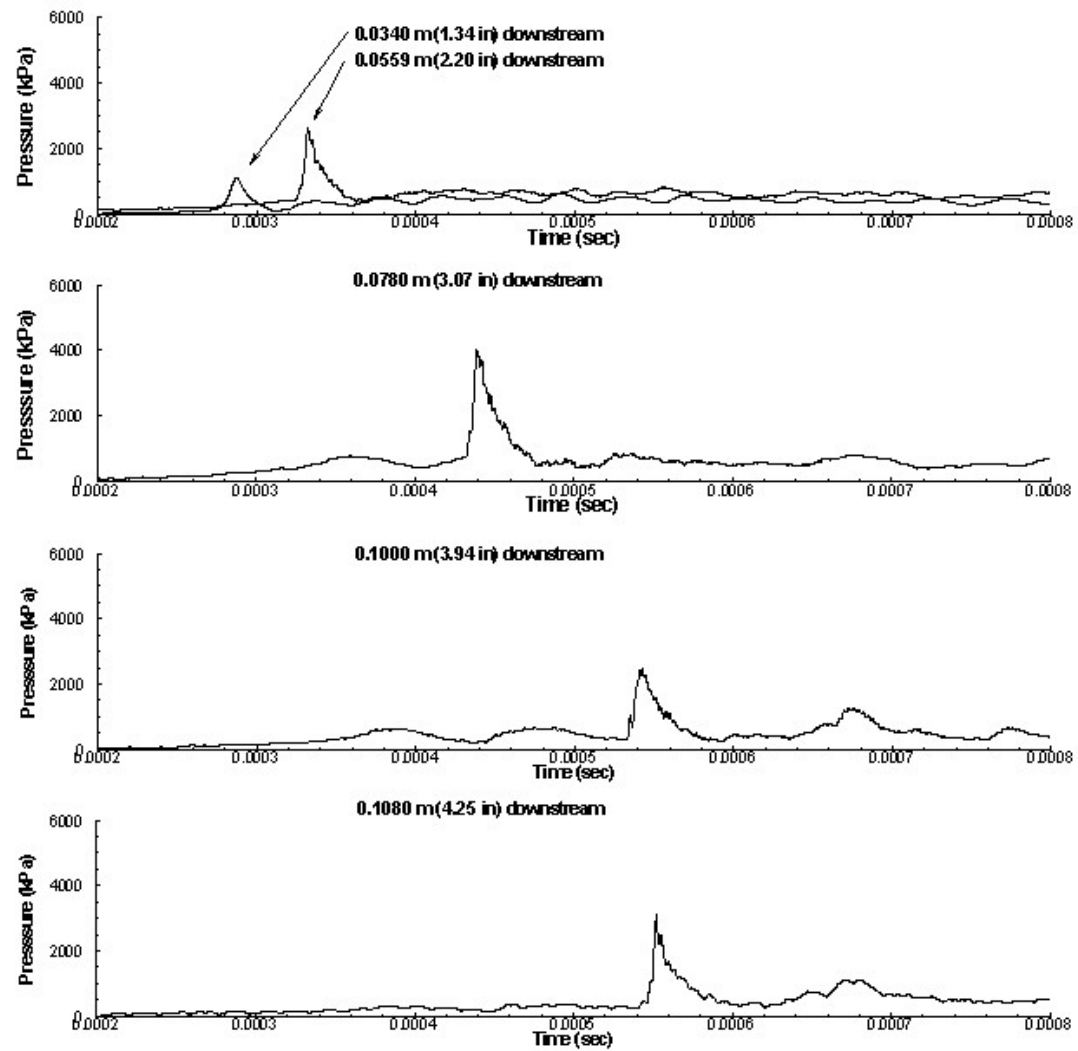 6000
0.0340 m (1.34 in) downstream
0.0559 m (2.20 in) downstream
4000
Pressure (kPa)
2000
0
0.0002 0.0003 0.0004 0.0005 0.0006 0.0007 0.0008
Time (sec)
0.0780 m (3.07 in) downstream
6000
4000
Presssure (kPa)
2000
0
0.0002 0.0003 0.0004 0.0005 0.0006 0.0007 0.0008
Time (sec)
0.1000 m (3.94 in) downstream
6000
4000
Presssure (kPa)
2000
0
0.0002 0.0003 0.0004 0.0005 0.0006 0.0007 0.0008
Time (sec)
0.1080 m (4.25 in) downstream
6000
4000
Presssure (kPa)
2000
0
0.0002 0.0003 0.0004 0.0005 0.0006 0.0007 0.0008
Time (sec)